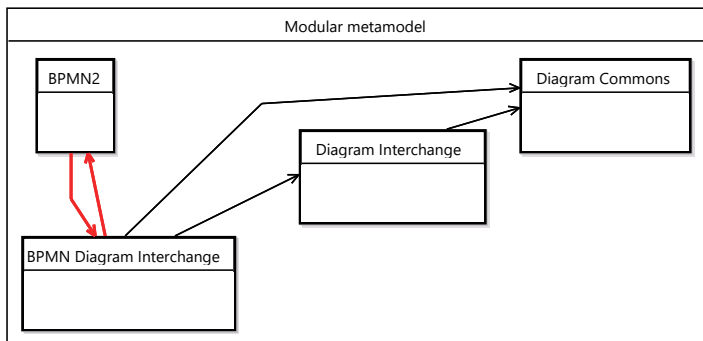 Modular metamodel
BPMN2
Diagram Commons
Diagram Interchange
BPMN Diagram Interchange